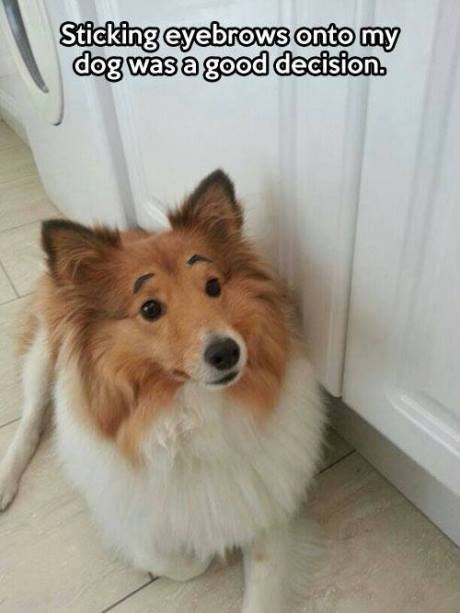 Sticking eyebrows onto my
dog was a good decision.